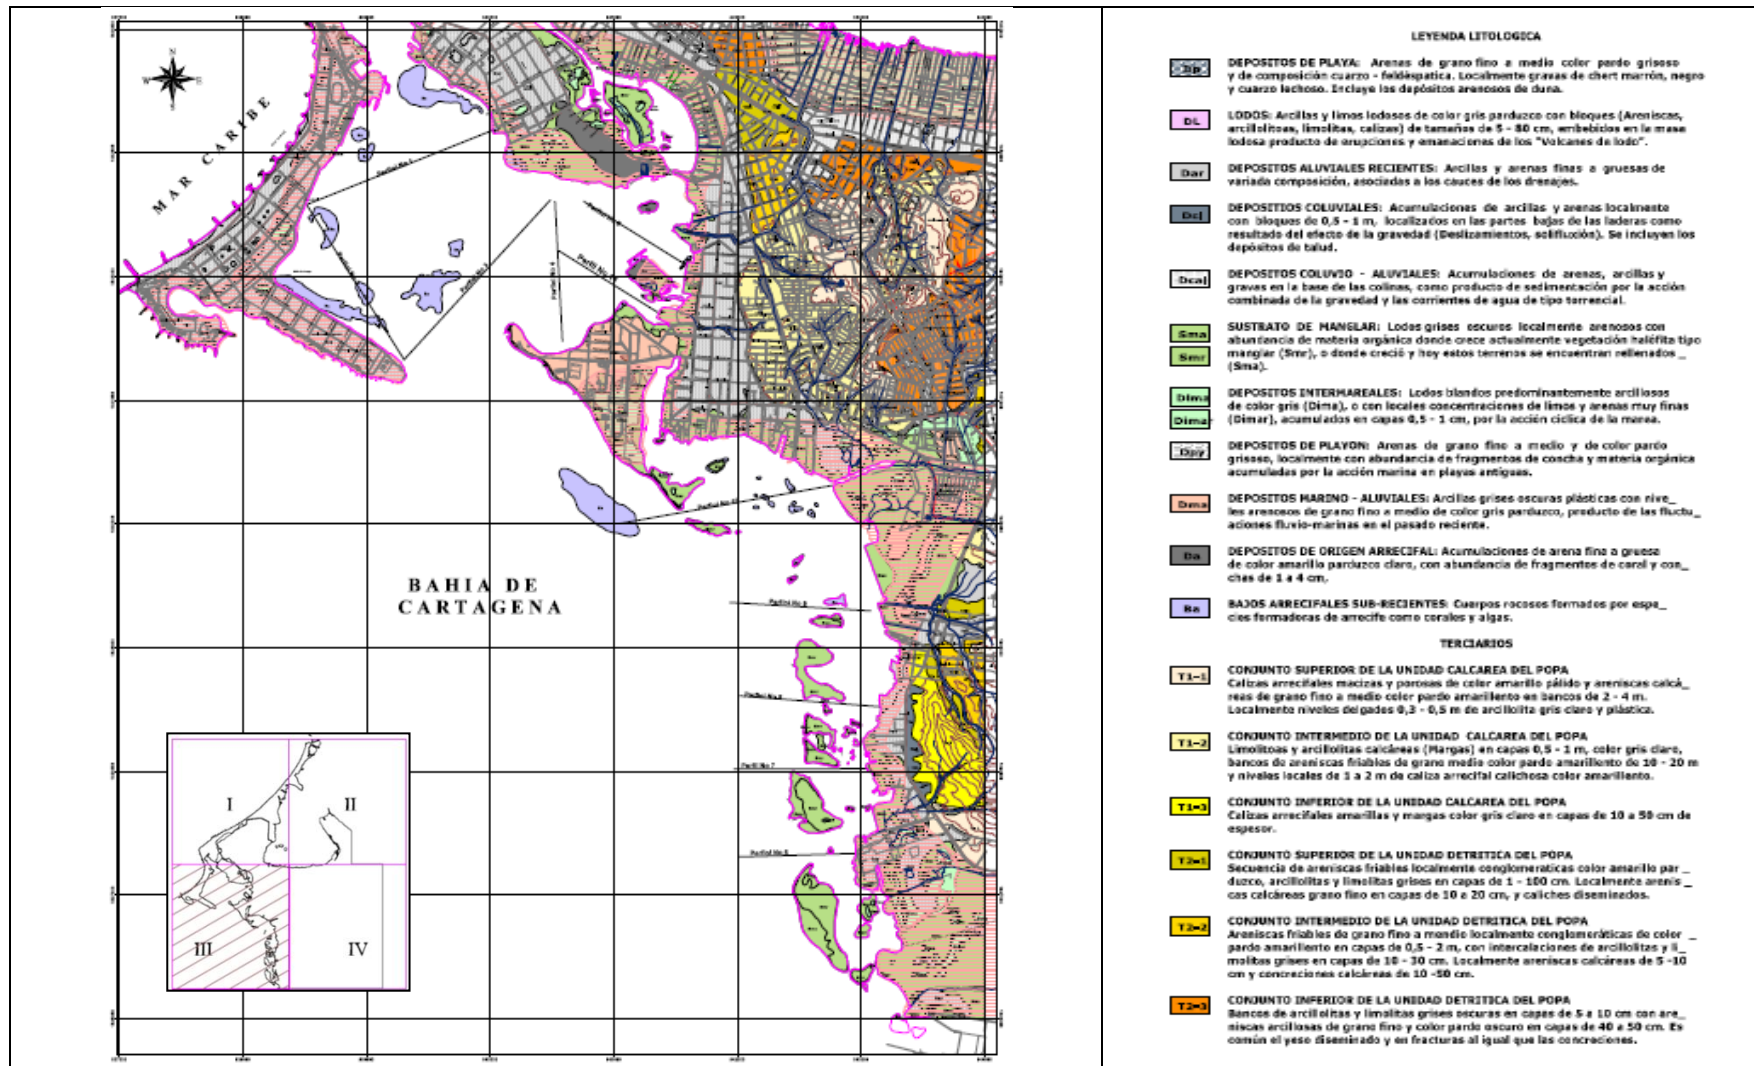 N
W
E
S
MAR CARIBE
BAHIA DE
CARTAGENA
Perfil No 4
Perfil No 7
I
II
III
IV
LEYENDA LITOLOGICA
Dp
DEPOSITOS DE PLAYA: Arenas de grano fino a medio color pardo grisoso
y de composición cuarzo - feldespatica. Localmente gravas de chert marrón, negro
y cuarzo lechoso. Incluye los depósitos arenosos de duna.
DL
LODOS: Arcillas y limos lodosos de color gris parduzco con bloques (Areniscas,
arcillolitoas, limolitas, calizas) de tamaños de 5 - 80 cm, embebidos en la masa
lodosa producto de erupciones y emanaciones de los "Volcanes de lodo".
Dar
DEPOSITOS ALUVIALES RECIENTES: Arcillas y arenas finas a gruesas de
variada composición, asociadas a los cauces de los drenajes.
Dcl
DEPOSITIOS COLUVIALES: Acumulaciones de arcillas y arenas localmente
con bloques de 0,5 - 1 m, localizados en las partes bajas de las laderas como
resultado del efecto de la gravedad (Deslizamientos, solifluxión). Se incluyen los
depósitos de talud.
Dcal
DEPOSITOS COLUVIO - ALUVIALES: Acumulaciones de arenas, arcillas y
gravas en la base de las colinas, como producto de sedimentación por la acción
combinada de la gravedad y las corrientes de agua de tipo torrencial.
Sma
Smr
SUSTRATO DE MANGLAR: Lodos grises oscuros localmente arenosos con
abundancia de materia orgánica donde crece actualmente vegetación halófita tipo
manglar (Smr), o donde creció y hoy estos terrenos se encuentran rellenados _
(Sma).
Dima
Dima
DEPOSITOS INTERMAREALES: Lodos blandos predominantemente arcillosos
de color gris (Dima), o con locales concentraciones de limos y arenas muy finas
(Dimar), acumulados en capas 0,5 - 1 cm, por la acción cíclica de la marea.
Dpy
DEPOSITOS DE PLAYON: Arenas de grano fino a medio y de color pardo
grisoso, localmente con abundancia de fragmentos de concha y materia orgánica
acumuladas por la acción marina en playas antiguas.
Dma
DEPOSITOS MARINO - ALUVIALES: Arcillas grises oscuras plásticas con nive_
les arenosos de grano fino a medio de color gris parduzco, producto de las fluctu_
aciones fluvio-marinas en el pasado reciente.
Da
DEPOSITOS DE ORIGEN ARRECIFAL: Acumulaciones de arena fina a gruesa
de color amarillo parduzco claro, con abundancia de fragmentos de coral y con_
chas de 1 a 4 cm.
Ba
BAJOS ARRECIFALES SUB-RECIENTES: Cuerpos rocosos formados por espe_
cies formadoras de arrecife como corales y algas.
TERCIARIOS
T1-1
CONJUNTO SUPERIOR DE LA UNIDAD CALCAREA DEL POPA
Calizas arrecifales macizas y porosas de color amarillo pálido y areniscas calcá_
reas de grano fino a medio color pardo amarillento en bancos de 2 - 4 m.
Localmente niveles delgados 0,3 - 0,5 m de arcillolita gris claro y plástica.
T1-2
CONJUNTO INTERMEDIO DE LA UNIDAD CALCAREA DEL POPA
Limolitoas y arcillolitas calcáreas (Margas) en capas 0,5 - 1 m, color gris claro,
bancos de areniscas friables de grano medio color pardo amarillento de 10 - 20 m
y niveles locales de 1 a 2 m de caliza arrecifal calichosa color amarillento.
T1-3
CONJUNTO INFERIOR DE LA UNIDAD CALCAREA DEL POPA
Calizas arrecifales amarillas y margas color gris claro en capas de 10 a 50 cm de
espesor.
T2-1
CONJUNTO SUPERIOR DE LA UNIDAD DETRITICA DEL POPA
Secuencia de areniscas friables localmente conglomeraticas color amarillo par _
duzco, arcillolitas y limolitas grises en capas de 1 - 100 cm. Localmente arenis _
cas calcáreas grano fino en capas de 10 a 20 cm, y caliches diseminados.
T2-2
CONJUNTO INTERMEDIO DE LA UNIDAD DETRITICA DEL POPA
Areniscas friables de grano fino a mendio localmente conglomeráticas de color _
pardo amarillento en capas de 0,5 - 2 m, con intercalaciones de arcillolitas y li_
molitas grises en capas de 10 - 30 cm. Localmente areniscas calcáreas de 5 -10
cm y concreciones calcáreas de 10 -50 cm.
T2-3
CONJUNTO INFERIOR DE LA UNIDAD DETRITICA DEL POPA
Bancos de arcillolitas y limolitas grises oscuras en capas de 5 a 10 cm con are_
niscas arcillosas de grano fino y color pardo oscuro en capas de 40 a 50 cm. Es
común el yeso diseminado y en fracturas al igual que las concreciones.